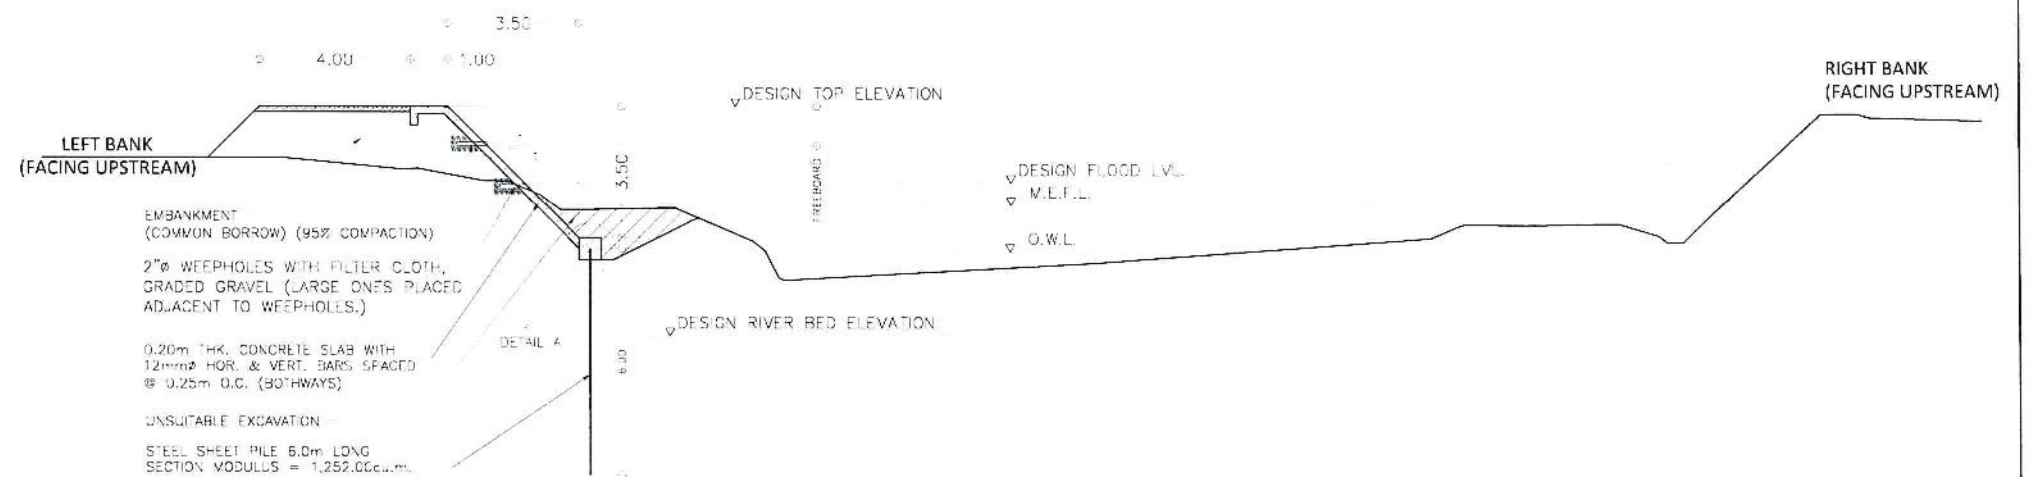 3.50
4.00
1.00
DESIGN TOP ELEVATION
RIGHT BANK
(FACING UPSTREAM)
LEFT BANK
(FACING UPSTREAM)
1
1
3.50
FREEBOARD
DESIGN FLOOD LVL.
M.E.F.L.
O.W.L.
EMBANKMENT
(COMMON BORROW) (95% COMPACTION)
2"ø WEEPHOLES WITH FILTER CLOTH,
GRADED GRAVEL (LARGE ONES PLACED
ADJACENT TO WEEPHOLES.)
DESIGN RIVER BED ELEVATION
DETAIL A
0.20m THK. CONCRETE SLAB WITH
12mmø HOR. & VERT. BARS SPACED
@ 0.25m O.C. (BOTHWAYS)
6.00
UNSUITABLE EXCAVATION
STEEL SHEET PILE 6.0m LONG
SECTION MODULUS = 1,252.00cu.m.